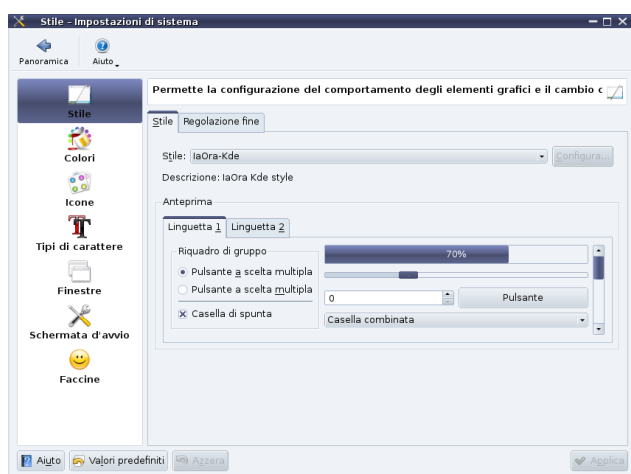 Stile – Impostazioni di sistema
Panoramica
Aiuto
Stile
Colori
Icone
Tipi di carattere
Finestre
Schermata d'avvio
Faccine
Permette la configurazione del comportamento degli elementi grafici e il cambio c
Stile
Regolazione fine
Stile: IaOra-Kde
Configura...
Descrizione: IaOra Kde style
Anteprima
Linguetta 1
Linguetta 2
Riquadro di gruppo
Pulsante a scelta multipla
Pulsante a scelta multipla
Casella di spunta
70%
0
Pulsante
Casella combinata
Aiuto
Valori predefiniti
Azzera
Applica